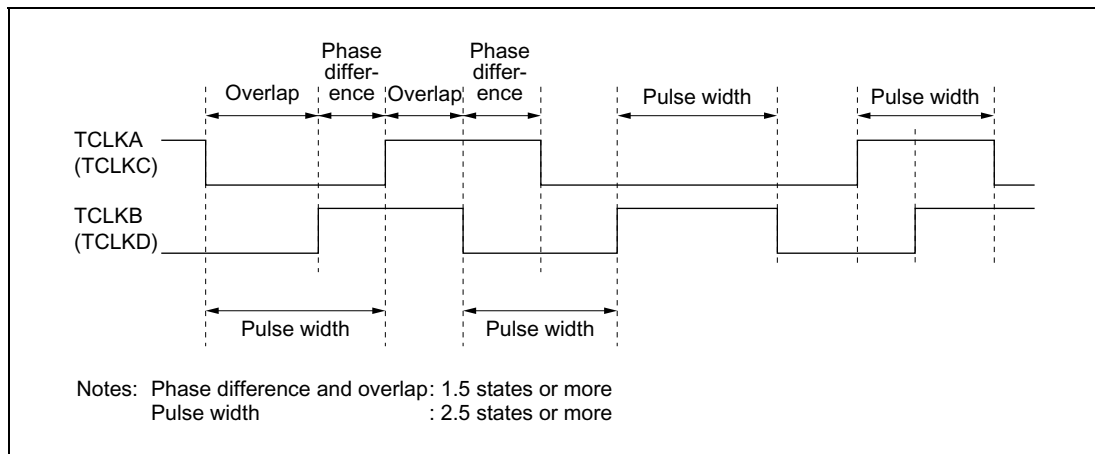 Phase
differ-
ence
Phase
differ-
ence
Overlap
Overlap
Pulse width
Pulse width
TCLKA
(TCLKC)
TCLKB
(TCLKD)
Pulse width
Pulse width
Notes: Phase difference and overlap: 1.5 states or more
Pulse width : 2.5 states or more